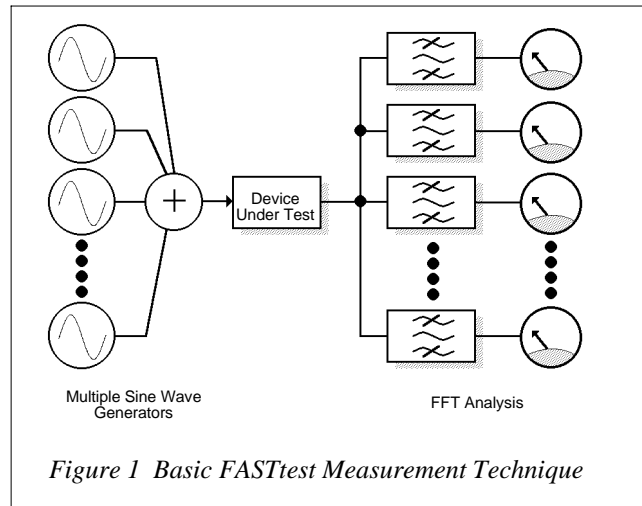 Device
Under Test
Multiple Sine Wave
Generators
FFT Analysis
Figure 1 Basic FASTtest Measurement Technique